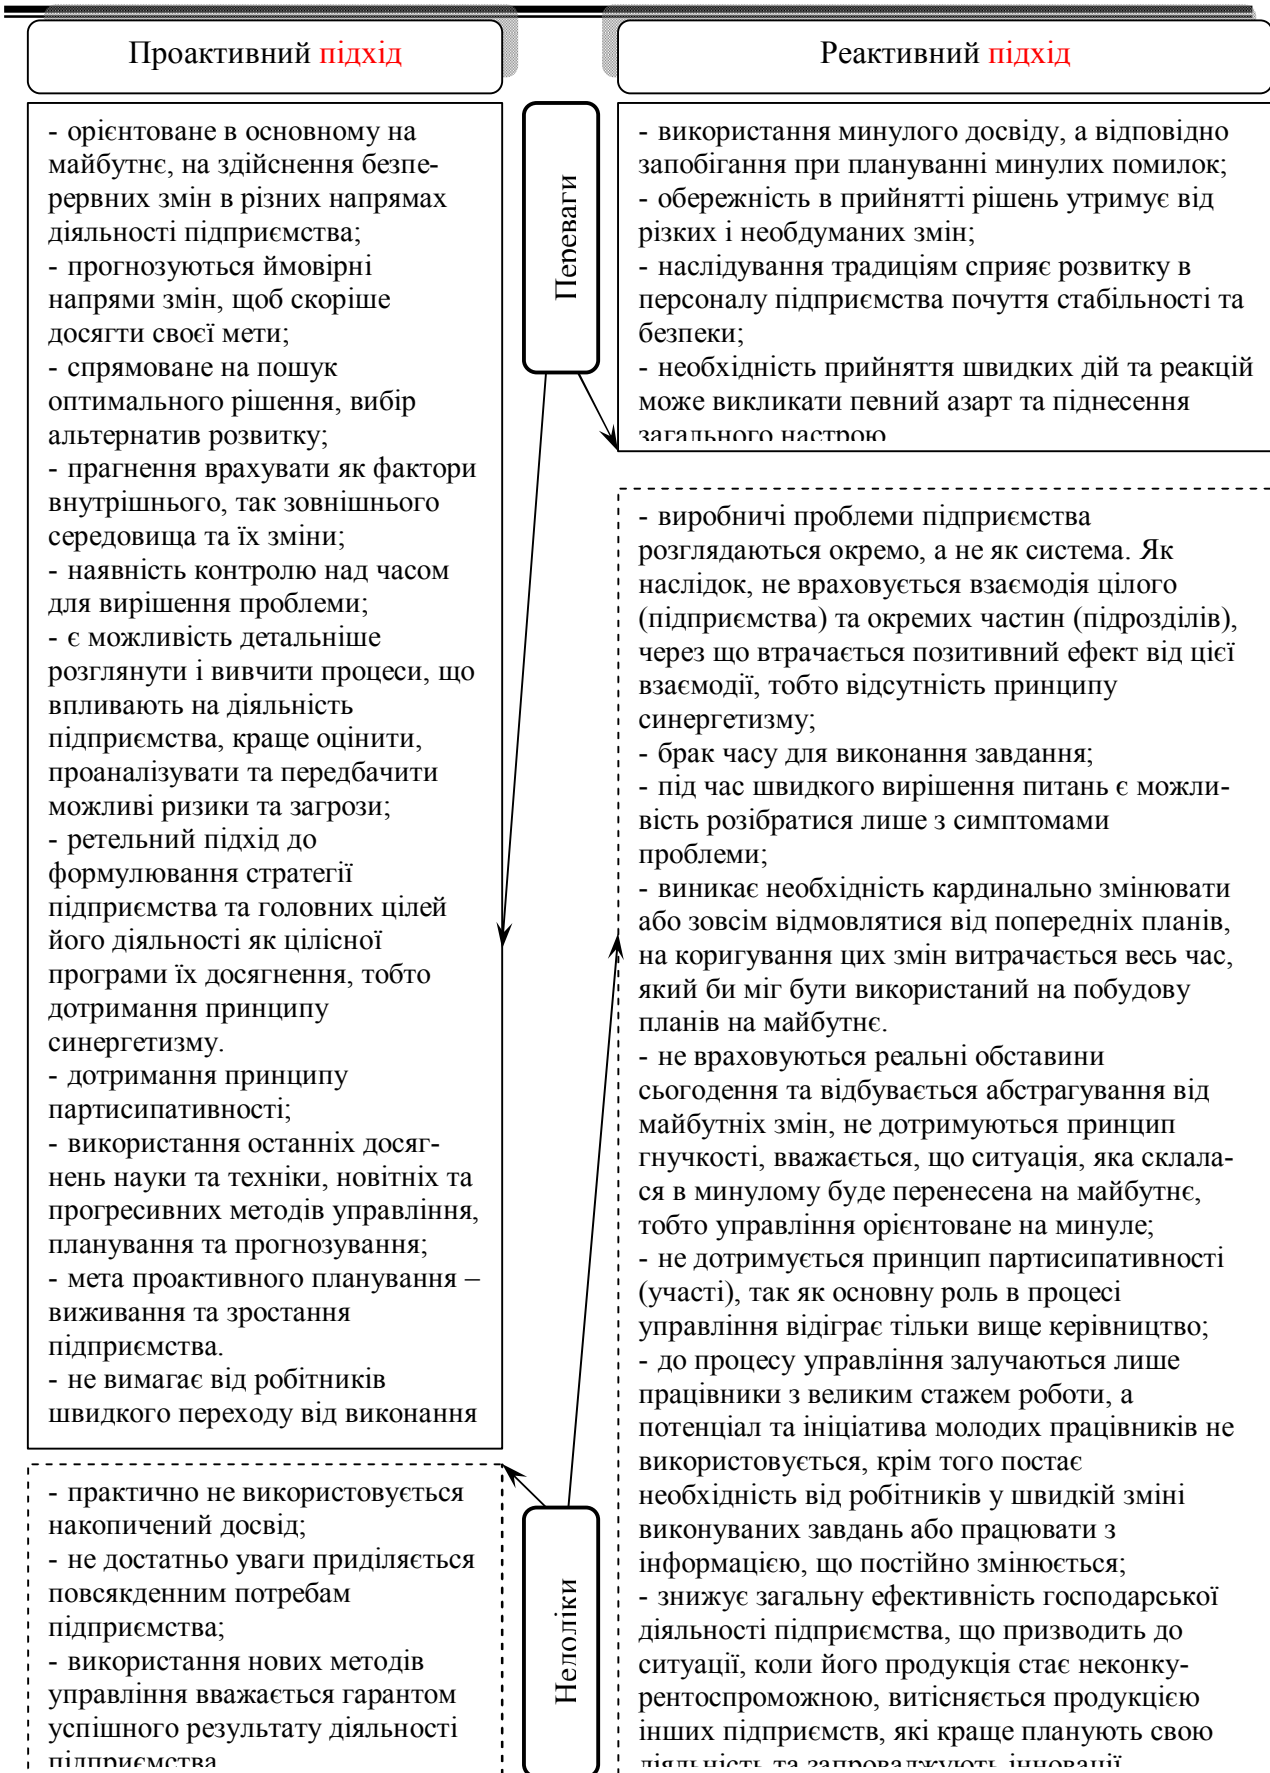 Проактивний підхід
Реактивний підхід
- орієнтоване в основному на
майбутнє, на здійснення безпе-
рервних змін в різних напрямах
діяльності підприємства;
- прогнозуються ймовірні
напрями змін, щоб скоріше
досягти своєї мети;
- спрямоване на пошук
оптимального рішення, вибір
альтернатив розвитку;
- прагнення врахувати як фактори
внутрішнього, так зовнішнього
середовища та їх зміни;
- наявність контролю над часом
для вирішення проблеми;
- є можливість детальніше
розглянути і вивчити процеси, що
впливають на діяльність
підприємства, краще оцінити,
проаналізувати та передбачити
можливі ризики та загрози;
- ретельний підхід до
формулювання стратегії
підприємства та головних цілей
його діяльності як цілісної
програми їх досягнення, тобто
дотримання принципу
синергетизму.
- дотримання принципу
партисипативності;
- використання останніх досяг-
нень науки та техніки, новітніх та
прогресивних методів управління,
планування та прогнозування;
- мета проактивного планування –
виживання та зростання
підприємства.
- не вимагає від робітників
швидкого переходу від виконання
Переваги
- використання минулого досвіду, а відповідно
запобігання при плануванні минулих помилок;
- обережність в прийнятті рішень утримує від
різких і необдуманих змін;
- наслідування традиціям сприяє розвитку в
персоналу підприємства почуття стабільності та
безпеки;
- необхідність прийняття швидких дій та реакцій
може викликати певний азарт та піднесення
загального настрою
- практично не використовується
накопичений досвід;
- не достатньо уваги приділяється
повсякденним потребам
підприємства;
- використання нових методів
управління вважається гарантом
успішного результату діяльності
підприємства
Недоліки
- виробничі проблеми підприємства
розглядаються окремо, а не як система. Як
наслідок, не враховується взаємодія цілого
(підприємства) та окремих частин (підрозділів),
через що втрачається позитивний ефект від цієї
взаємодії, тобто відсутність принципу
синергетизму;
- брак часу для виконання завдання;
- під час швидкого вирішення питань є можли-
вість розібратися лише з симптомами
проблеми;
- виникає необхідність кардинально змінювати
або зовсім відмовлятися від попередніх планів,
на коригування цих змін витрачається весь час,
який би міг бути використаний на побудову
планів на майбутнє.
- не враховуються реальні обставини
сьогодення та відбувається абстрагування від
майбутніх змін, не дотримуються принцип
гнучкості, вважається, що ситуація, яка склала-
ся в минулому буде перенесена на майбутнє,
тобто управління орієнтоване на минуле;
- не дотримується принцип партисипативності
(участі), так як основну роль в процесі
управління відіграє тільки вище керівництво;
- до процесу управління залучаються лише
працівники з великим стажем роботи, а
потенціал та ініціатива молодих працівників не
використовується, крім того постає
необхідність від робітників у швидкій зміні
виконуваних завдань або працювати з
інформацією, що постійно змінюється;
- знижує загальну ефективність господарської
діяльності підприємства, що призводить до
ситуації, коли його продукція стає неконку-
рентоспроможною, витісняється продукцією
інших підприємств, які краще планують свою
діяльність та запроваджують інновації